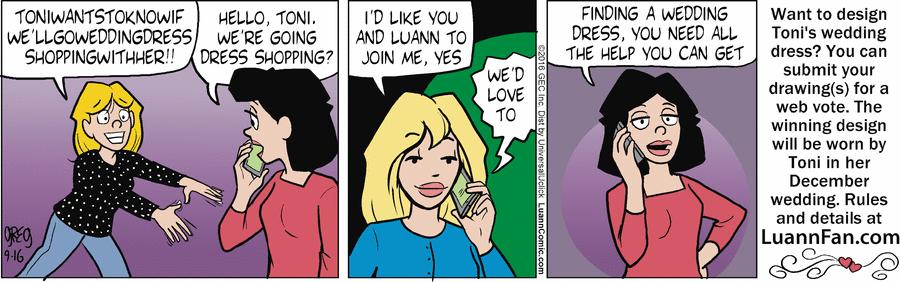 TONIWANTSTOKNOWIF
WE'LLGOWEDDINGDRESS
SHOPPINGWITHHER!!
HELLO, TONI.
WE'RE GOING
DRESS SHOPPING?
GREG
9-16
I'D LIKE YOU
AND LUANN TO
JOIN ME, YES
WE'D
LOVE
TO
©2016 GEC Inc. Dist by UniversalUclick LuannComic.com
FINDING A WEDDING
DRESS, YOU NEED ALL
THE HELP YOU CAN GET
Want to design
Toni's wedding
dress? You can
submit your
drawing(s) for a
web vote. The
winning design
will be worn by
Toni in her
December
wedding. Rules
and details at
LuannFan.com